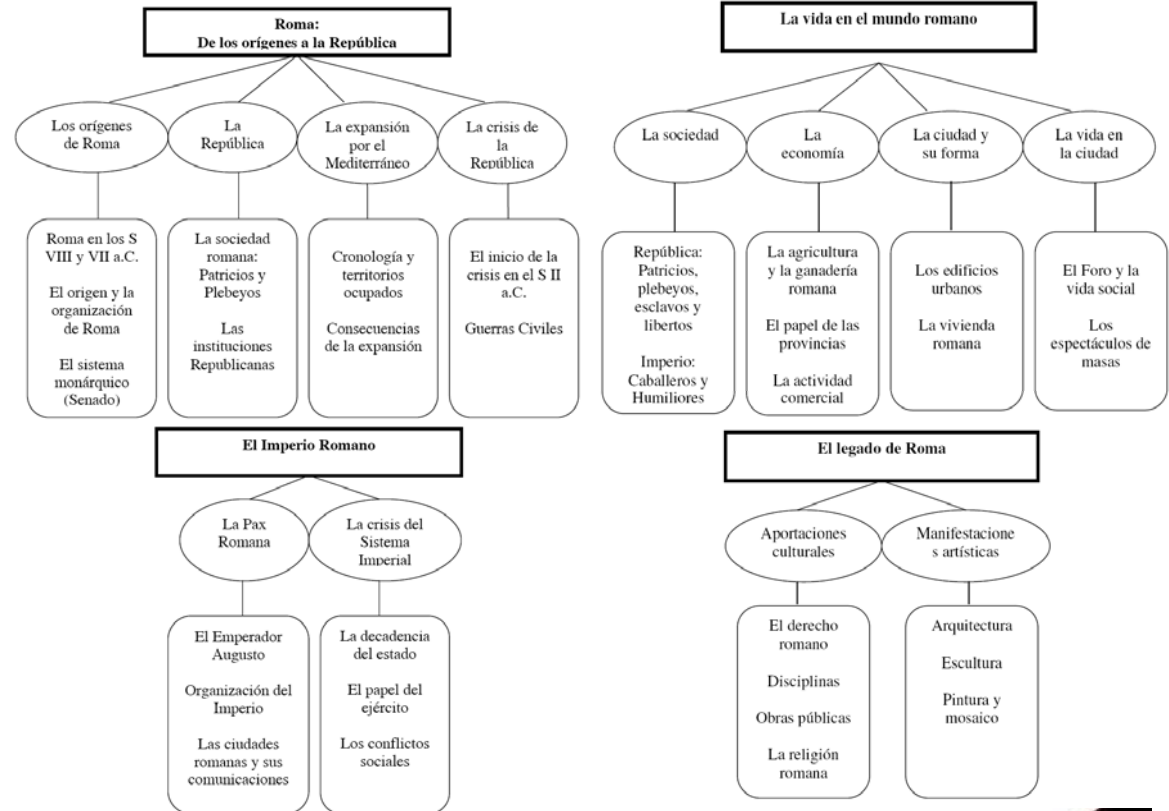 Roma:
De los orígenes a la República
Los orígenes
de Roma
La
República
La expansión
por el
Mediterráneo
La crisis de
la
República
Roma en los S
VIII y VII a.C.
El origen y la
organización
de Roma
El sistema
monárquico
(Senado)
La sociedad
romana:
Patricios y
Plebeyos
Las
instituciones
Republicanas
Cronología y
territorios
ocupados
Consecuencias
de la expansión
El inicio de la
crisis en el S II
a.C.
Guerras Civiles
La vida en el mundo romano
La sociedad
La
economía
La ciudad y
su forma
La vida en
la ciudad
República:
Patricios,
plebeyos,
esclavos y
libertos
Imperio:
Caballeros y
Humiliores
La agricultura
y la ganadería
romana
El papel de las
provincias
La actividad
comercial
Los edificios
urbanos
La vivienda
romana
El Foro y la
vida social
Los
espectáculos de
masas
El Imperio Romano
La Pax
Romana
La crisis del
Sistema
Imperial
El Emperador
Augusto
Organización del
Imperio
Las ciudades
romanas y sus
comunicaciones
La decadencia
del estado
El papel del
ejército
Los conflictos
sociales
El legado de Roma
Aportaciones
culturales
Manifestacione
s artísticas
El derecho
romano
Disciplinas
Obras públicas
La religión
romana
Arquitectura
Escultura
Pintura y
mosaico